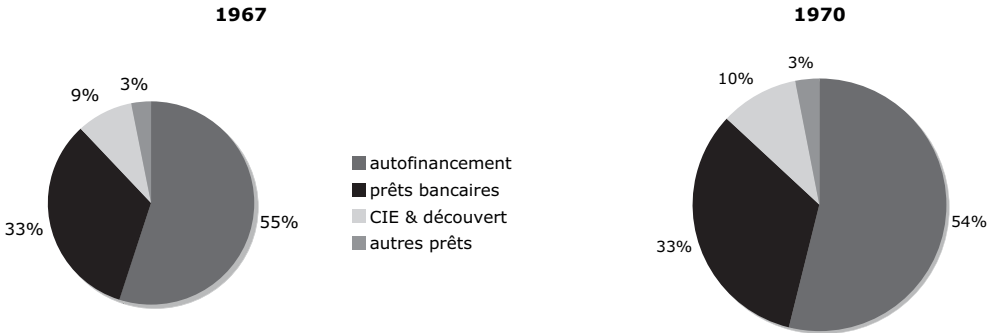 1967
1970
9%
3%
33%
55%
autofinancement
prêts bancaires
CIE & découvert
autres prêts
10%
3%
33%
54%